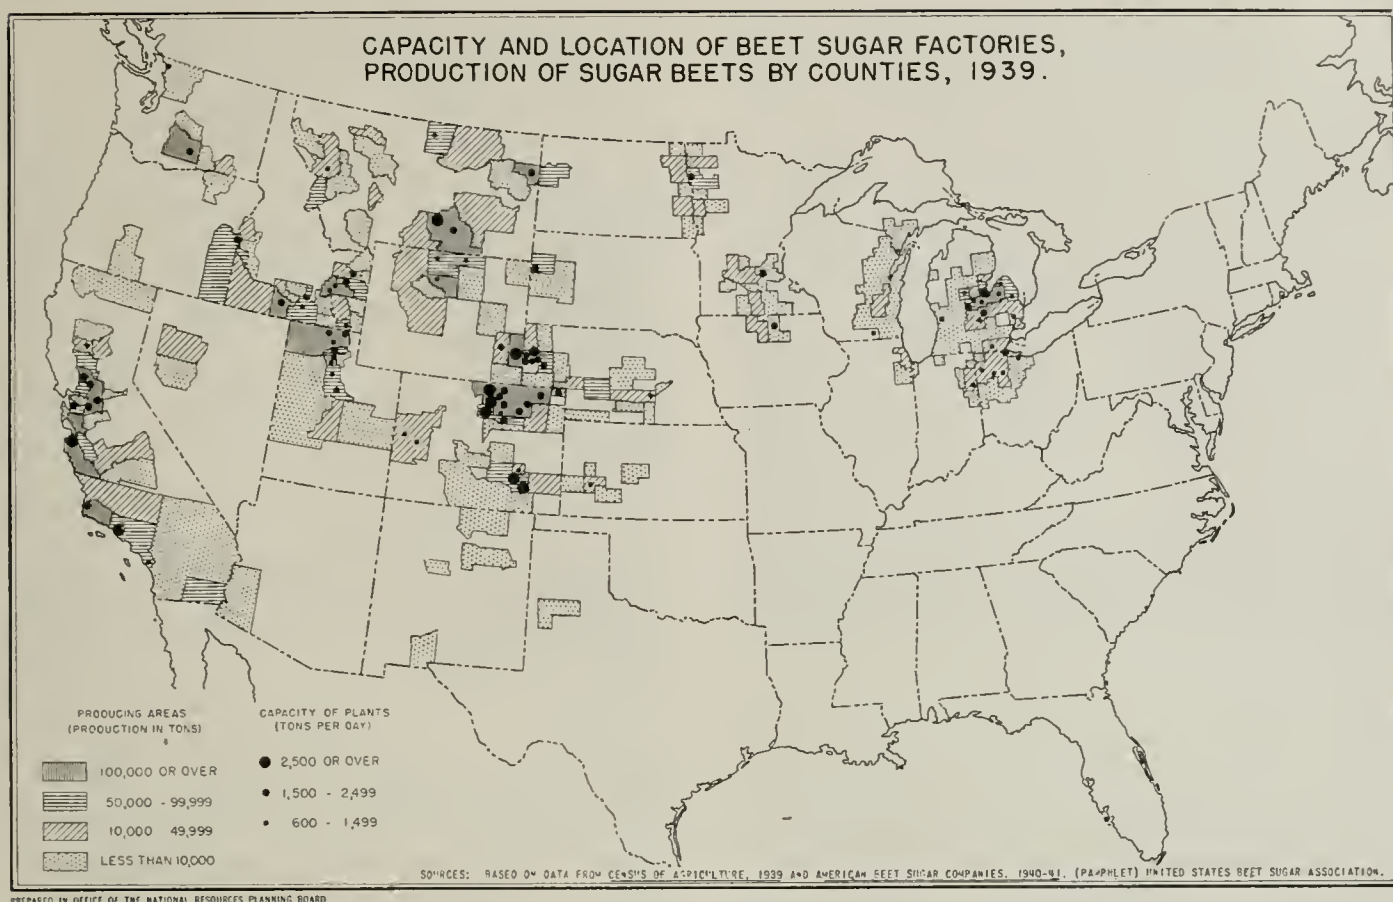 CAPACITY AND LOCATION OF BEET SUGAR FACTORIES,
PRODUCTION OF SUGAR BEETS BY COUNTIES, 1939.
PRODUCING AREAS
(PRODUCTION IN TONS)
100,000 OR OVER
50,000 - 99,999
10,000 49,999
LESS THAN 10,000
CAPACITY OF PLANTS
(TONS PER DAY)
2,500 OR OVER
1,500 - 2,499
600 - 1,499
SOURCES: BASED ON DATA FROM CENSUS OF AGRICULTURE, 1939 AND AMERICAN BEET SUGAR COMPANIES, 1940-41, (PAMPHLET) UNITED STATES BEET SUGAR ASSOCIATION.
PREPARED IN OFFICE OF THE NATIONAL RESOURCES PLANNING BOARD